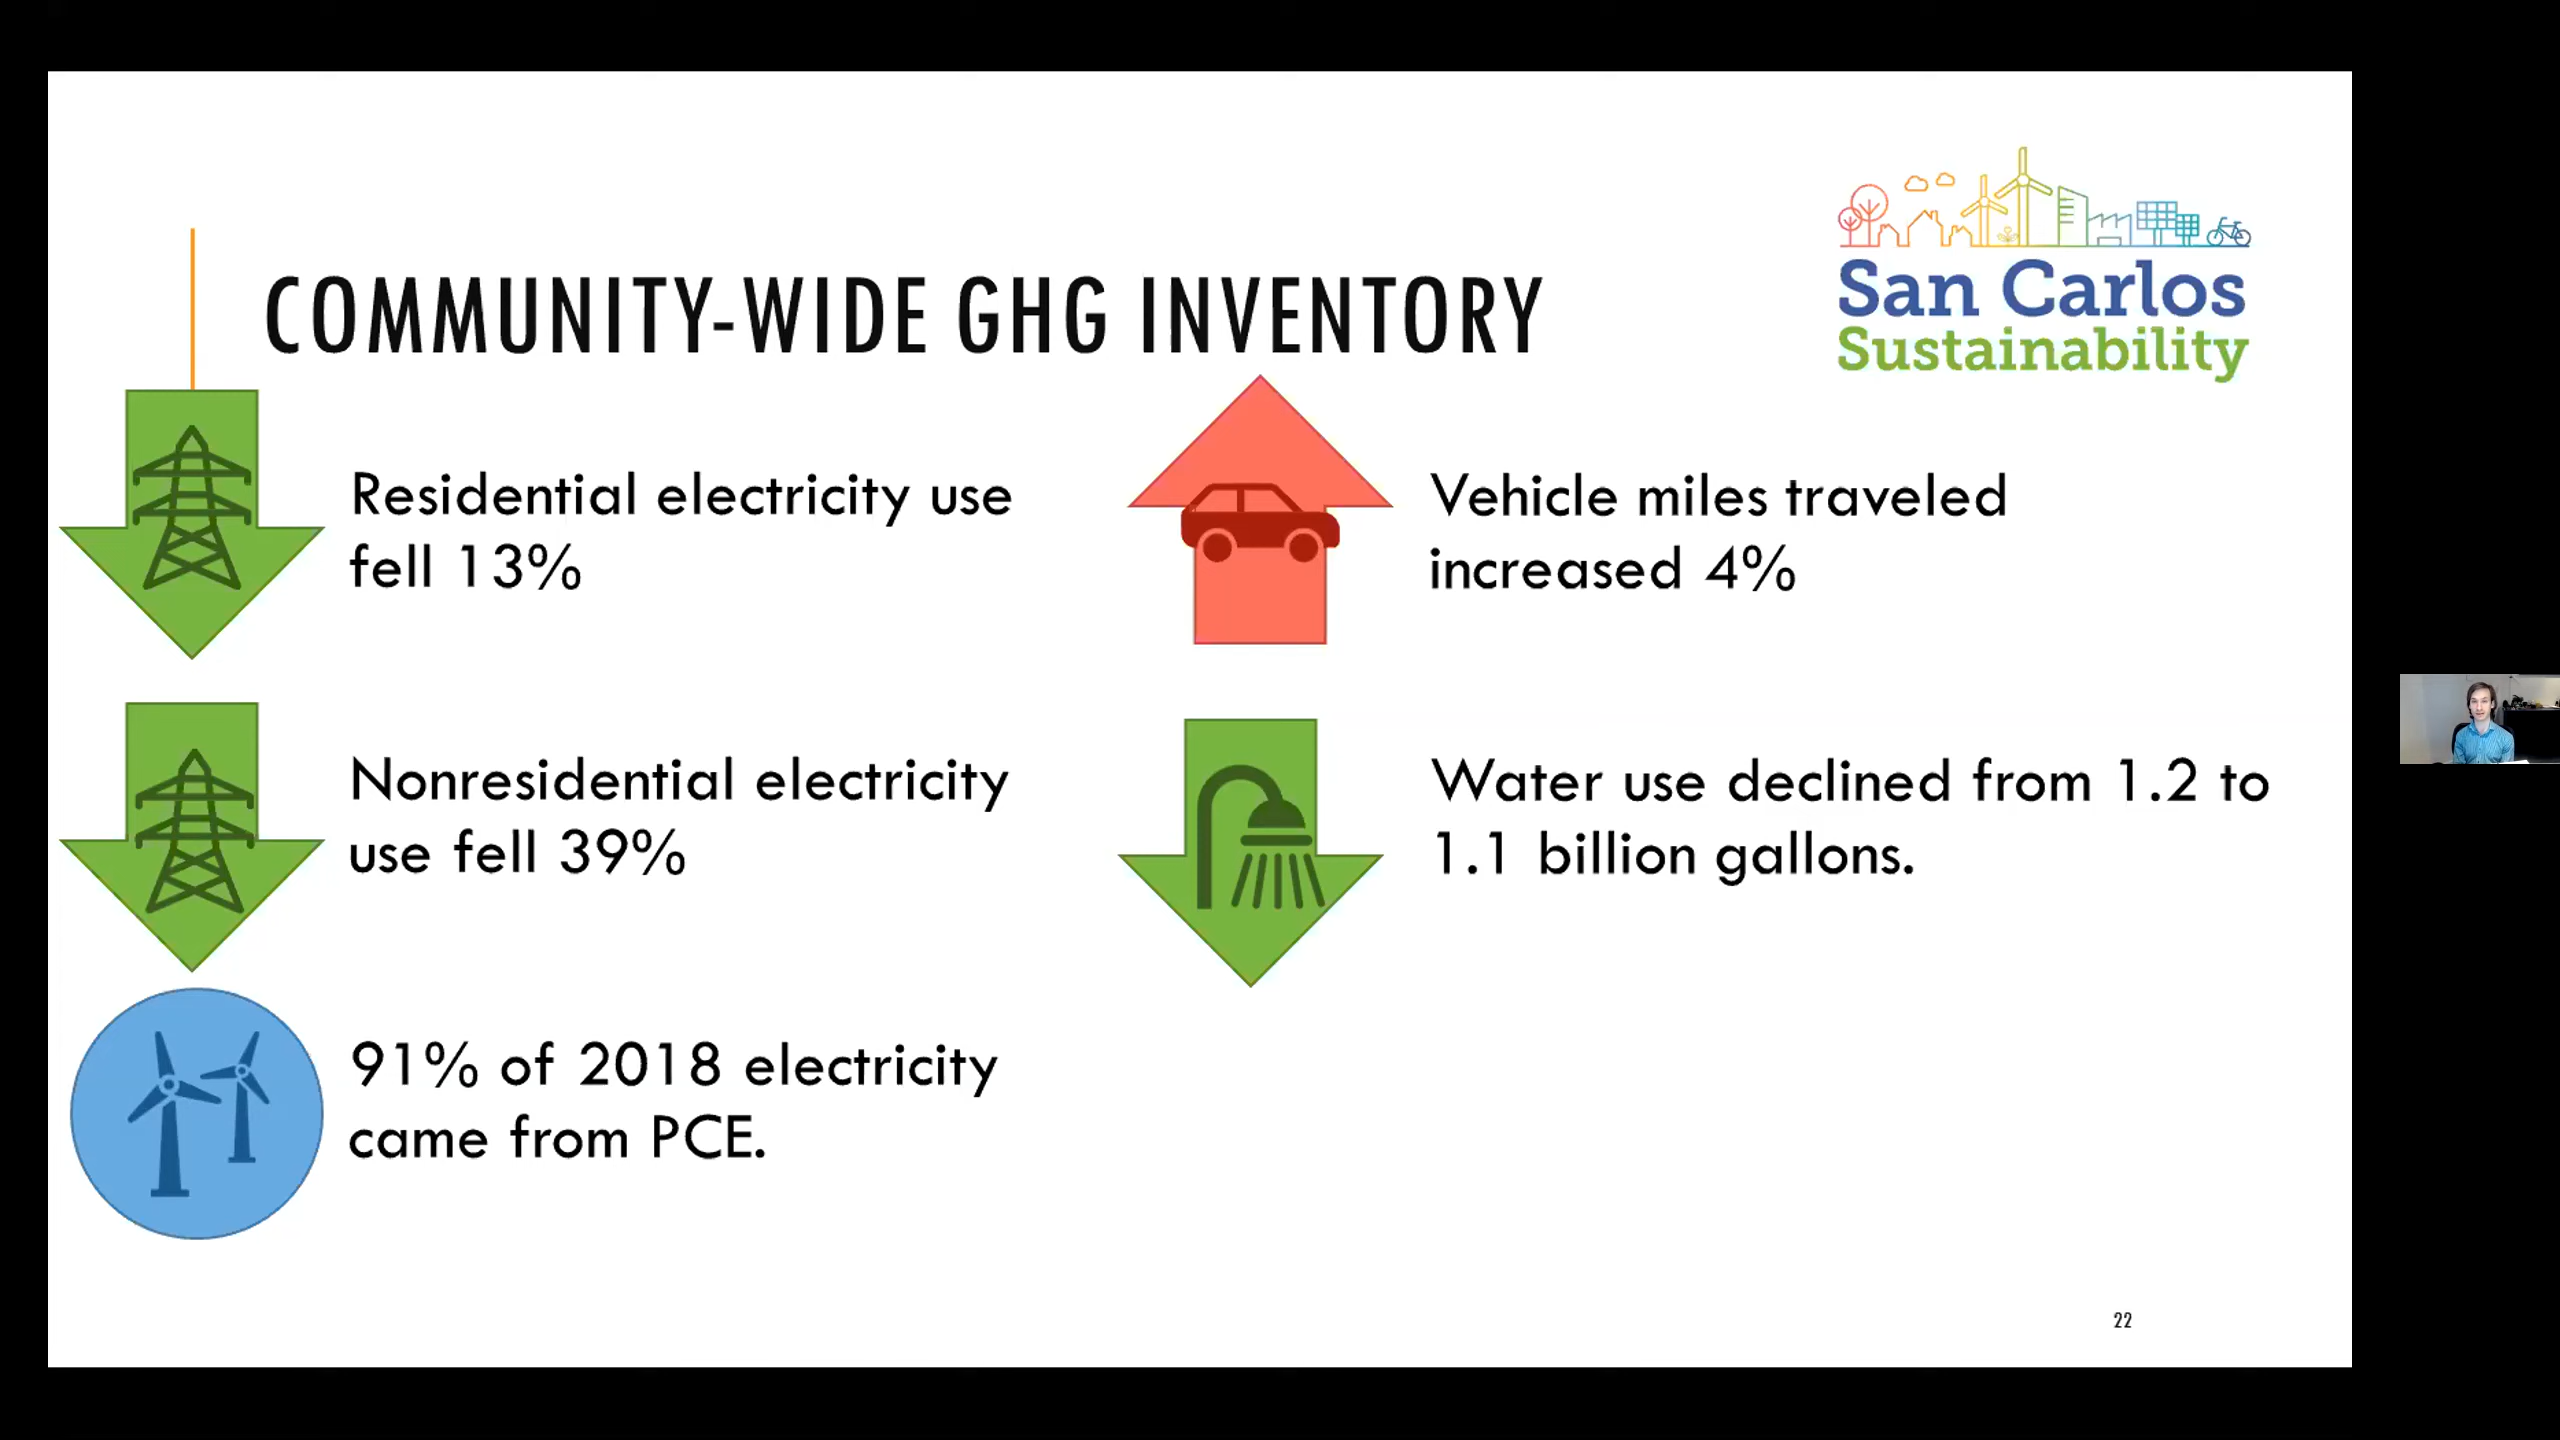 COMMUNITY-WIDE GHG INVENTORY
San Carlos
Sustainability
Residential electricity use
fell 13%
Nonresidential electricity
use fell 39%
91% of 2018 electricity
came from PCE.
Vehicle miles traveled
increased 4%
Water use declined from 1.2 to
1.1 billion gallons.
22